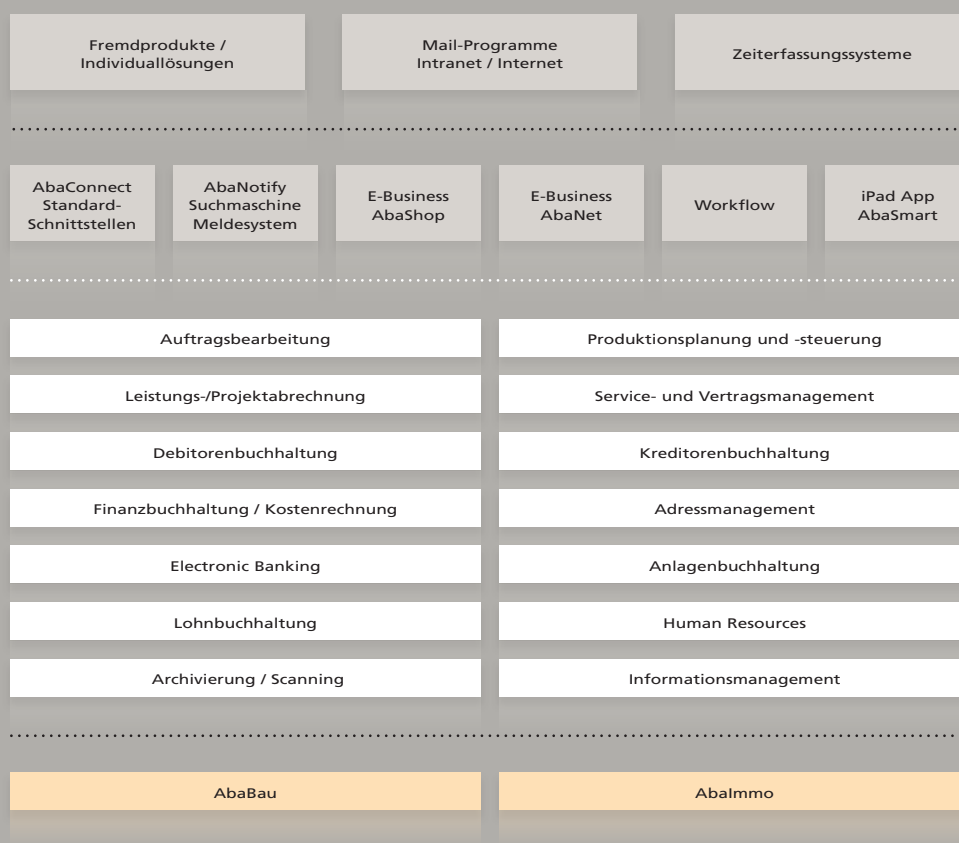 Fremdprodukte /
Individuallösungen
Mail-Programme
Intranet / Internet
Zeiterfassungssysteme
AbaConnect
Standard-
Schnittstellen
AbaNotify
Suchmaschine
Meldesystem
E-Business
AbaShop
E-Business
AbaNet
Workflow
iPad App
AbaSmart
Auftragsbearbeitung
Produktionsplanung und -steuerung
Leistungs-/Projektabrechnung
Service- und Vertragsmanagement
Debitorenbuchhaltung
Kreditorenbuchhaltung
Finanzbuchhaltung / Kostenrechnung
Adressmanagement
Electronic Banking
Anlagenbuchhaltung
Lohnbuchhaltung
Human Resources
Archivierung / Scanning
Informationsmanagement
AbaBau
AbaImmo